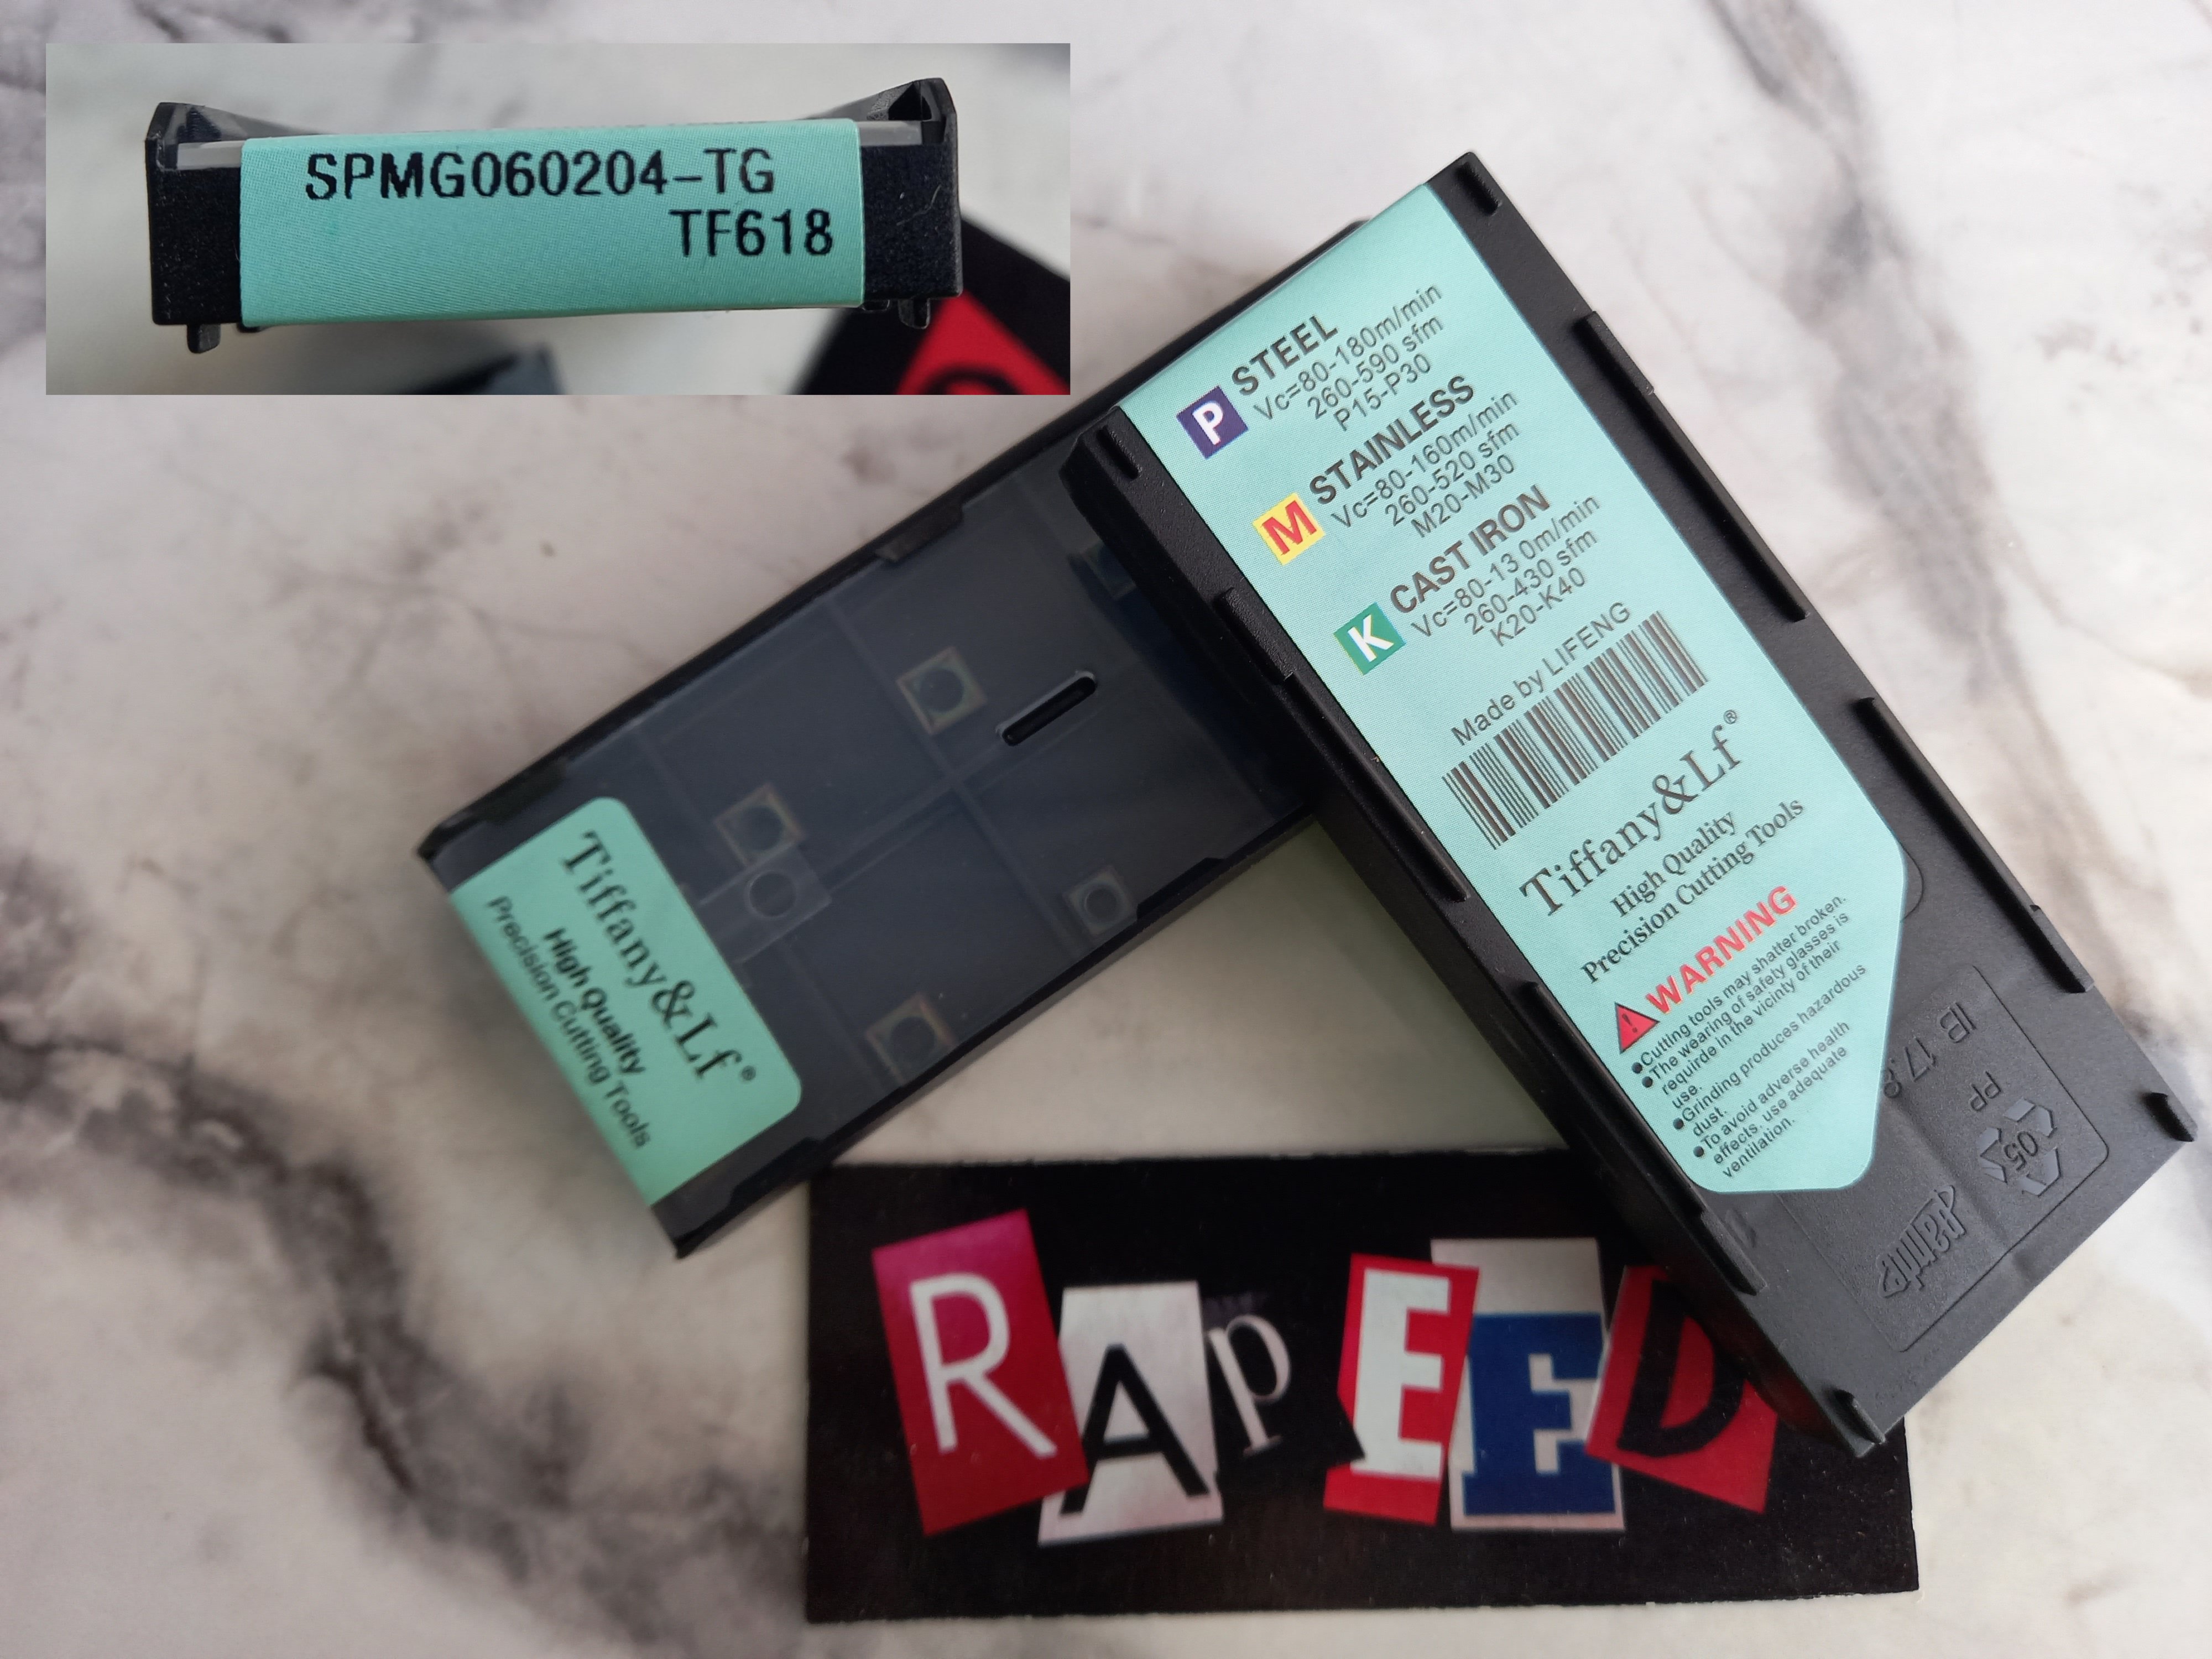 SPMG060204-TG
TF618
P STEEL
Vc=80-180m/min
260-590 sfm
P15-P30
M STAINLESS
Vc=80-160m/min
260-520 sfm
M20-M30
K CAST IRON
Vc=80-13 0m/min
260-430 sfm
K20-K40
Made by LIFENG
Tiffany&Lf®
High Quality
Precision Cutting Tools
WARNING
●Cutting tools may shatter broken.
●The wearing of safety glasses is
requirde in the vicinty of their
use.
●Grinding produces hazardous
dust.
●To avoid adverse health
effects, use adequate
ventilation.
IB 17.8
PP
05
Tiffany&Lf®
High Quality
Precision Cutting Tools
RApEED